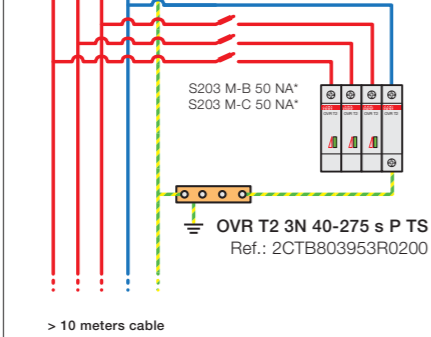 S203 M-B 50 NA*
S203 M-C 50 NA*
OVR T2 3N 40-275 s P TS
Ref.: 2CTB803953R0200
> 10 meters cable